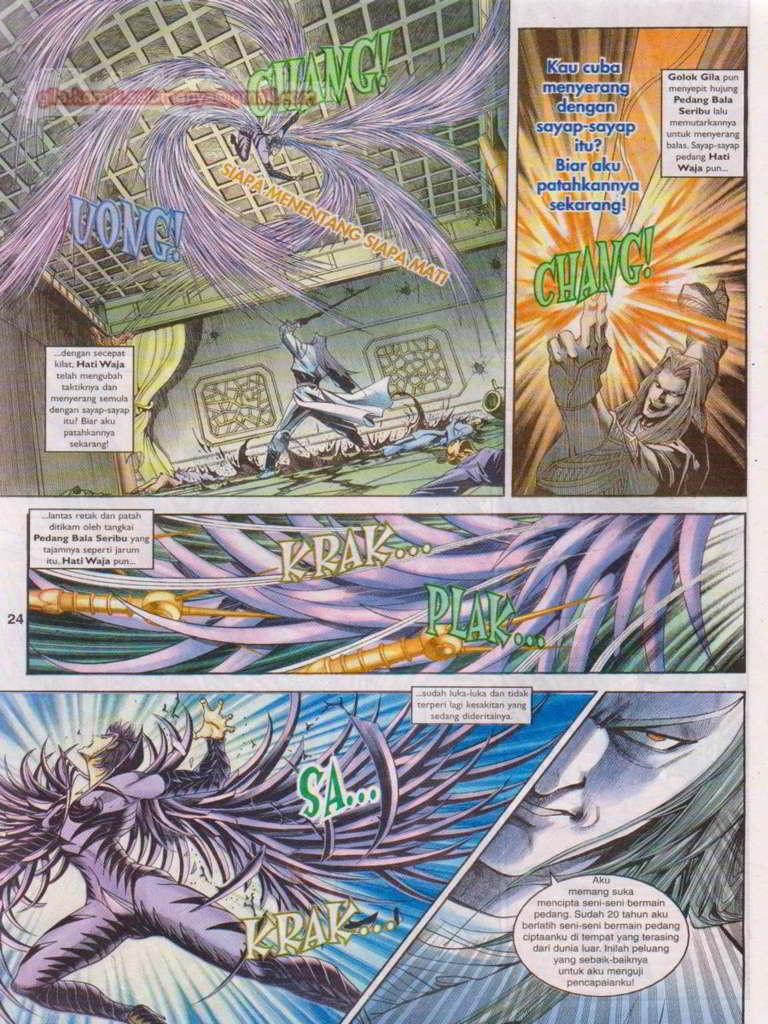 CHANG!
UONG!
SIAPA MENENTANG SIAPA MATI
...dengan secepat
kilat, Hati Waja
telah mengubah
taktiknya dan
menyerang semula
dengan sayap-sayap
itu? Biar aku
patahkannya
sekarang!
Kau cuba
menyerang
dengan
sayap-sayap
itu?
Biar aku
patahkannya
sekarang!
Golok Gila pun
menyepit hujung
Pedang Bala
Seribu lalu
memutarkannya
untuk menyerang
balas. Sayap-sayap
pedang Hati
Waja pun...
CHANG!
...lantas retak dan patah
ditikam oleh tangkai
Pedang Bala Seribu yang
tajamnya seperti jarum
itu. Hati Waja pun...
KRAK...
PLAK...
24
...sudah luka-luka dan tidak
terperi lagi kesakitan yang
sedang dideritainya.
SA...
KRAK...!
Aku
memang suka
mencipta seni-seni bermain
pedang. Sudah 20 tahun aku
berlatih seni-seni bermain pedang
ciptaanku di tempat yang terasing
dari dunia luar. Inilah peluang
yang sebaik-baiknya
untuk aku menguji
pencapaianku!